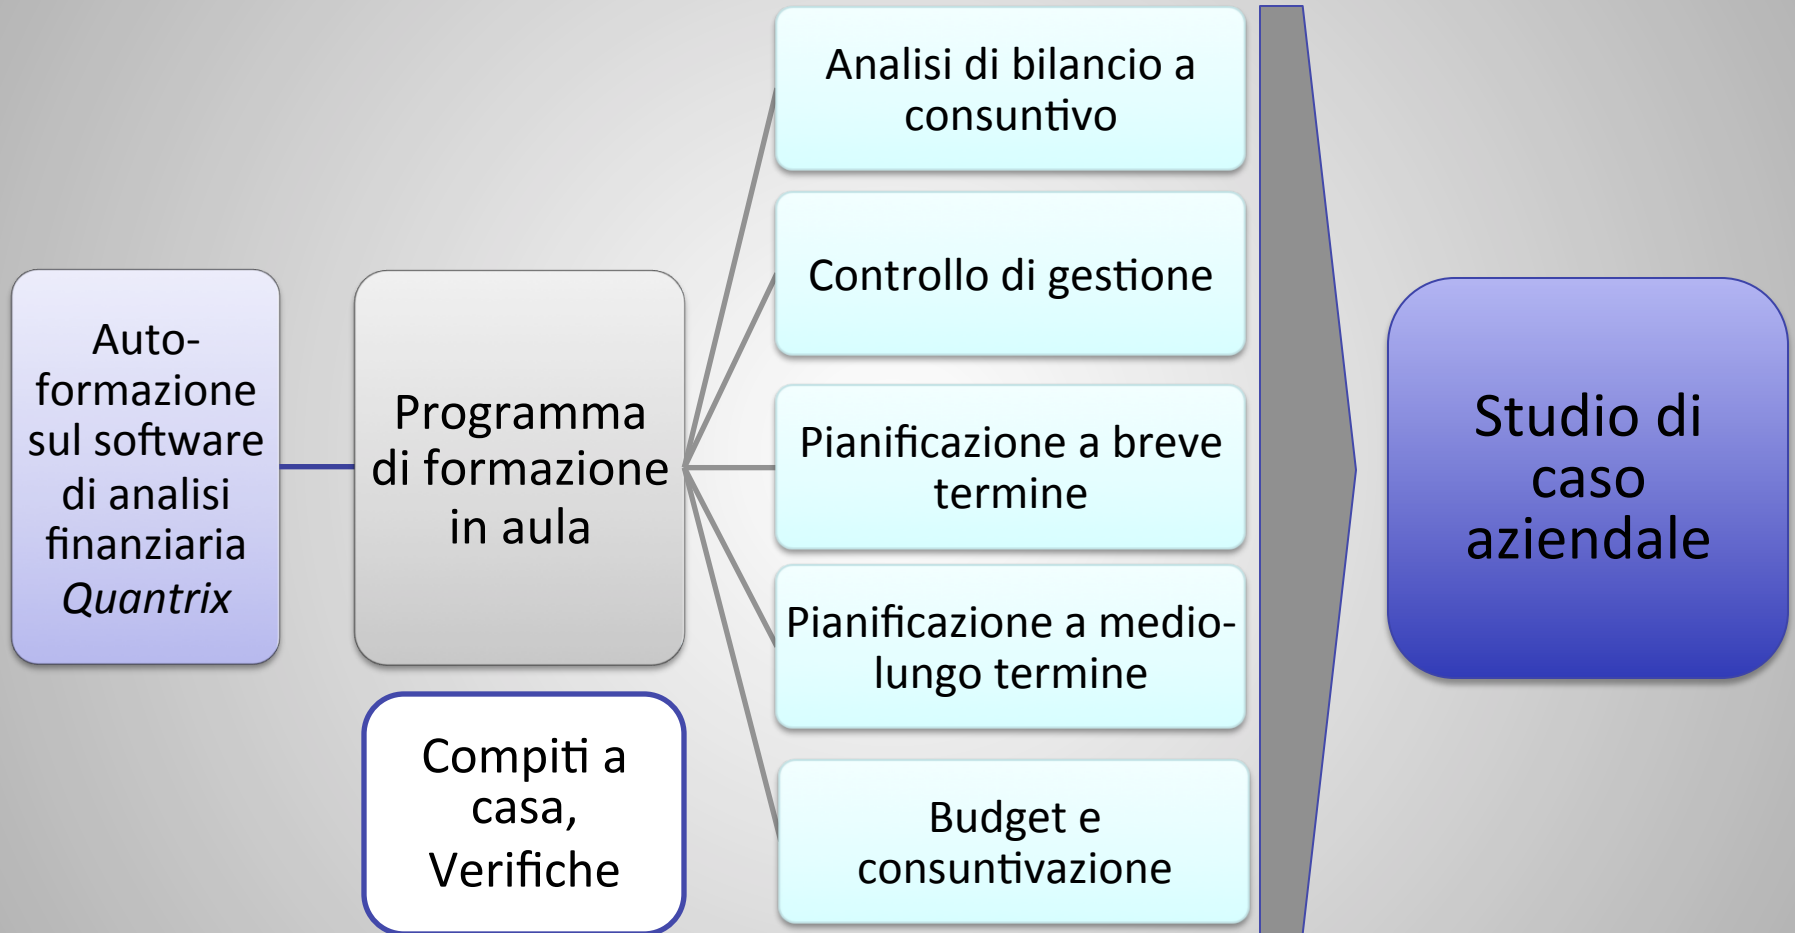 Auto-
formazione
sul software
di analisi
finanziaria
Quantrix
Programma
di formazione
in aula
Compiti a
casa,
Verifiche
Analisi di bilancio a
consuntivo
Controllo di gestione
Pianificazione a breve
termine
Pianificazione a medio-
lungo termine
Budget e
consuntivazione
Studio di
caso
aziendale